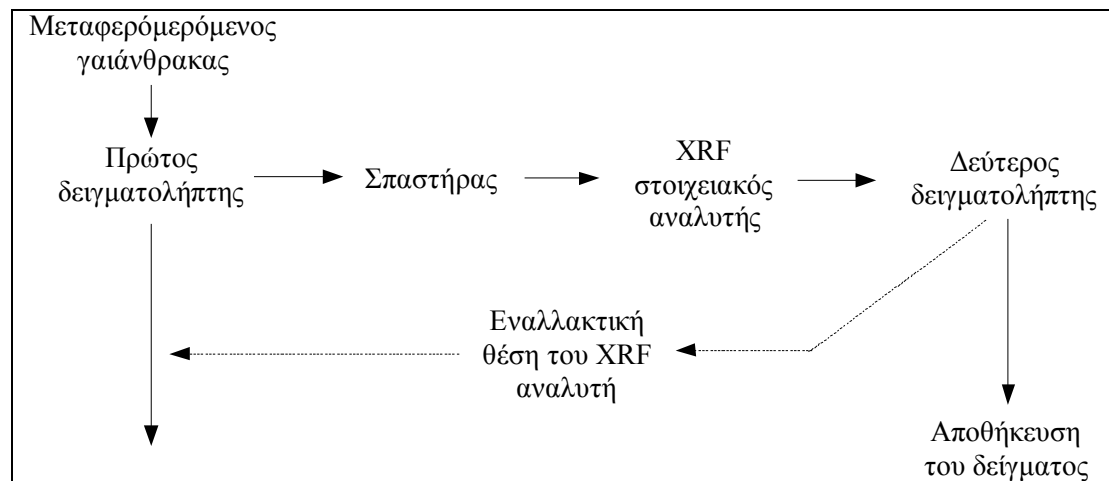 Μεταφερόμερόμενος
γαιάνθρακας
Πρώτος
δειγματολήπτης
Σπαστήρας
XRF
στοιχειακός
αναλυτής
Δεύτερος
δειγματολήπτης
Εναλλακτική
θέση του XRF
αναλυτή
Αποθήκευση
του δείγματος